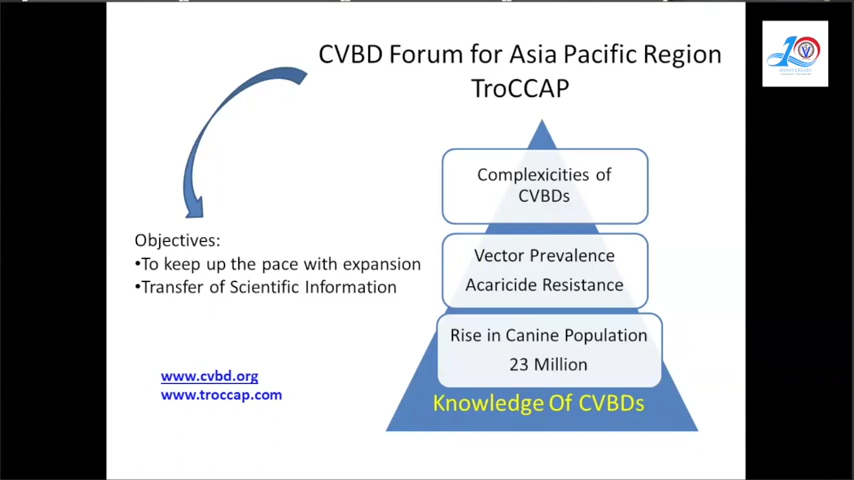 CVBD Forum for Asia Pacific Region
TroCCAP
Complexicities of
CVBDs
Vector Prevalence
Acaricide Resistance
Rise in Canine Population
23 Million
Knowledge Of CVBDs
Objectives:
•To keep up the pace with expansion
•Transfer of Scientific Information
www.cvbd.org
www.troccap.com
10